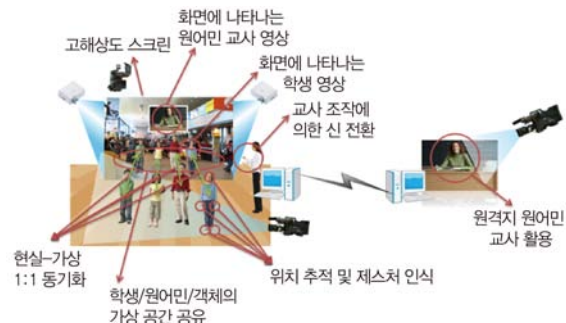 화면에 나타나는
원어민 교사 영상
고해상도 스크린
화면에 나타나는
학생 영상
교사 조작에
의한 신 전환
원격지 원어민
교사 활용
현실-가상
1:1 동기화
위치 추적 및 제스처 인식
학생/원어민/객체의
가상 공간 공유